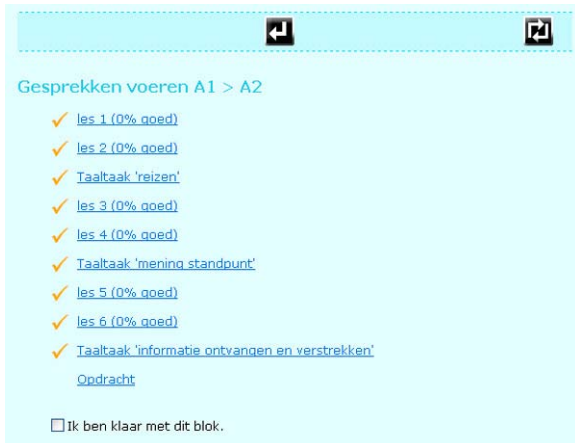 Gesprekken voeren A1 > A2
les 1 (0% goed)
les 2 (0% goed)
Taaltaak 'reizen'
les 3 (0% goed)
les 4 (0% goed)
Taaltaak 'mening standpunt'
les 5 (0% goed)
les 6 (0% goed)
Taaltaak 'informatie ontvangen en verstrekken'
Opdracht
Ik ben klaar met dit blok.